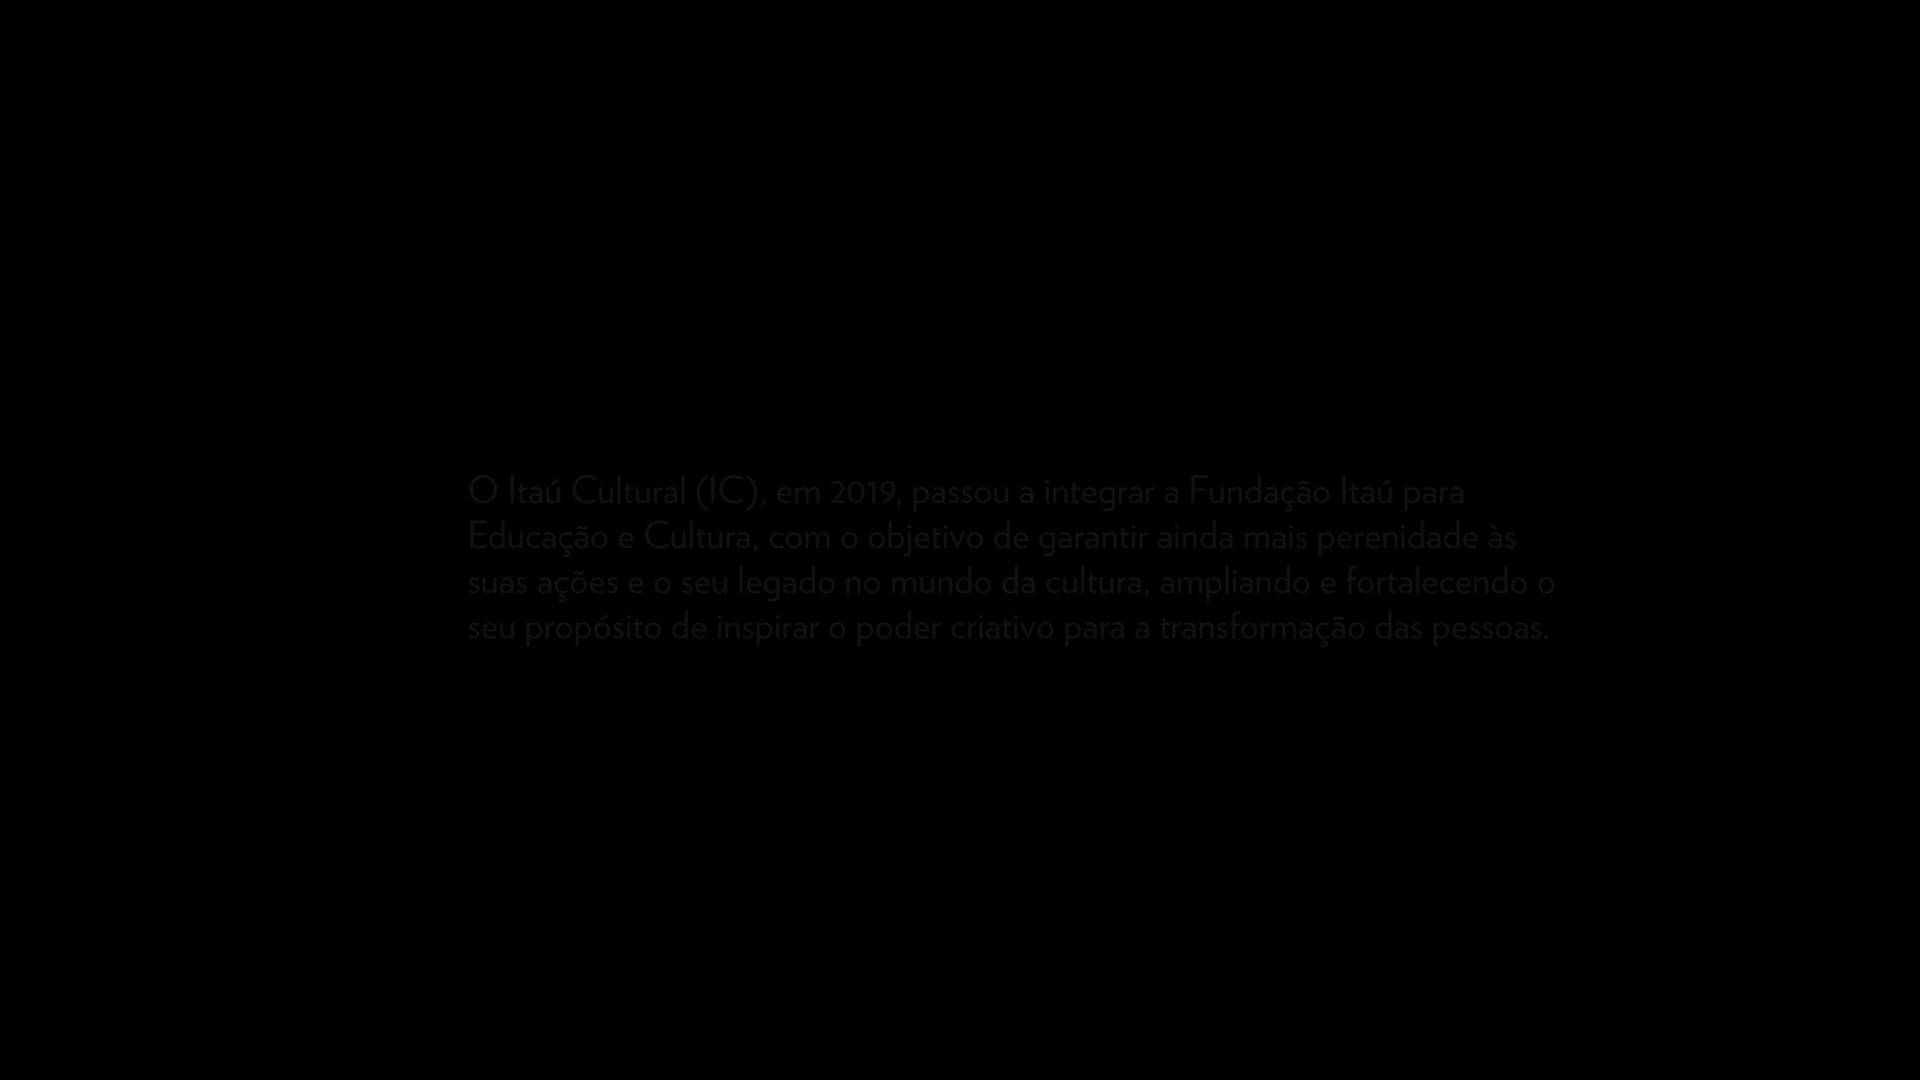 O Itaú Cultural (IC), em 2019, passou a integrar a Fundação Itaú para
Educação e Cultura, com o objetivo de garantir ainda mais perenidade às
suas ações e o seu legado no mundo da cultura, ampliando e fortalecendo o
seu propósito de inspirar o poder criativo para a transformação das pessoas.